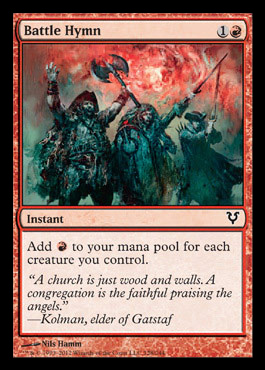 Battle Hymn 1
Instant
Add to your mana pool for each
creature you control.
"A church is just wood and walls. A
congregation is the faithful praising the
angels."
—Kolman, elder of Gatstaf
Nils Hamm